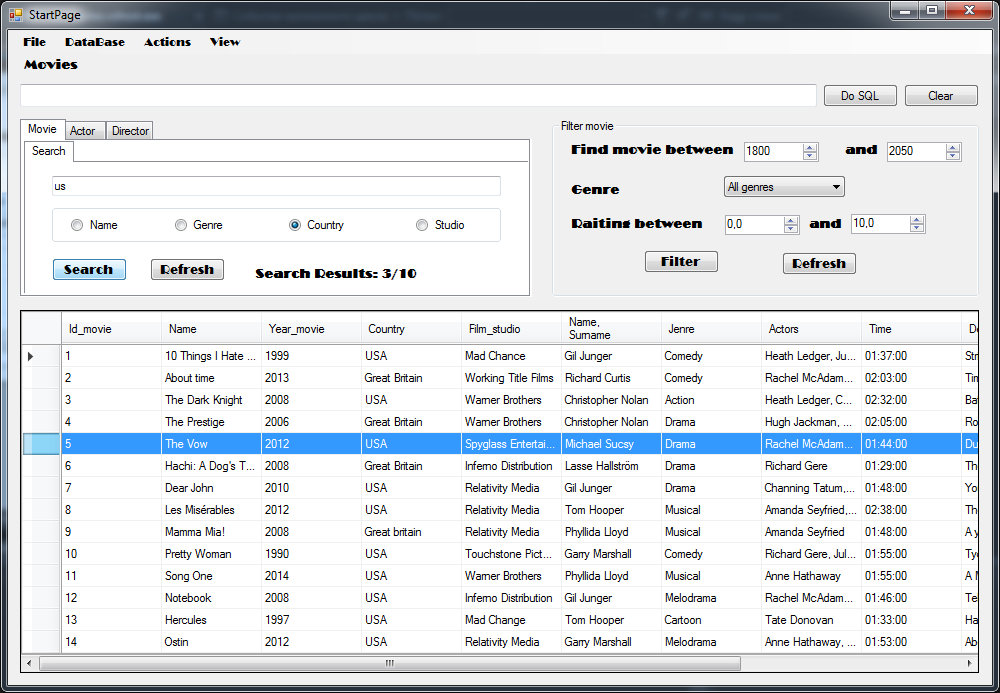 StartPage
File DataBase Actions View
Movies
Do SQL Clear
Movie Actor Director
Search
us
Name Genre Country Studio
Search Refresh Search Results: 3/10
Filter movie
Find movie between 1800 and 2050
Genre All genres
Raiting between 0,0 and 10,0
Filter Refresh
Id_movie Name Year_movie Country Film_studio Name, Surname Jenre Actors Time De
1 10 Things I Hate ... 1999 USA Mad Chance Gil Junger Comedy Heath Ledger, Ju... 01:37:00 Str
2 About time 2013 Great Britain Working Title Films Richard Curtis Comedy Rachel McAdam... 02:03:00 Tim
3 The Dark Knight 2008 USA Warner Brothers Christopher Nolan Action Heath Ledger, C... 02:32:00 Bat
4 The Prestige 2006 Great Britain Warner Brothers Christopher Nolan Drama Hugh Jackman, ... 02:05:00 Ro
5 The Vow 2012 USA Spyglass Entertai... Michael Sucsy Drama Rachel McAdam... 01:44:00 Du
6 Hachi: A Dog's T... 2008 Great Britain Inferno Distribution Lasse Hallström Drama Richard Gere 01:29:00 Th
7 Dear John 2010 USA Relativity Media Gil Junger Drama Channing Tatum,... 01:48:00 Yo
8 Les Misérables 2012 USA Relativity Media Tom Hooper Musical Amanda Seyfried,... 02:38:00 Th
9 Mamma Mia! 2008 Great britain Relativity Media Phyllida Lloyd Musical Amanda Seyfried 01:48:00 A y
10 Pretty Woman 1990 USA Touchstone Pict... Garry Marshall Comedy Richard Gere, Jul... 01:55:00 Tyc
11 Song One 2014 USA Warner Brothers Phyllida Lloyd Musical Anne Hathaway 01:55:00 A M
12 Notebook 2008 USA Inferno Distribution Gil Junger Melodrama Rachel McAdam... 01:46:00 Te
13 Hercules 1997 USA Mad Change Tom Hooper Cartoon Tate Donovan 01:33:00 Ha
14 Ostin 2012 USA Relativity Media Garry Marshall Melodrama Anne Hathaway, ... 01:53:00 Ab